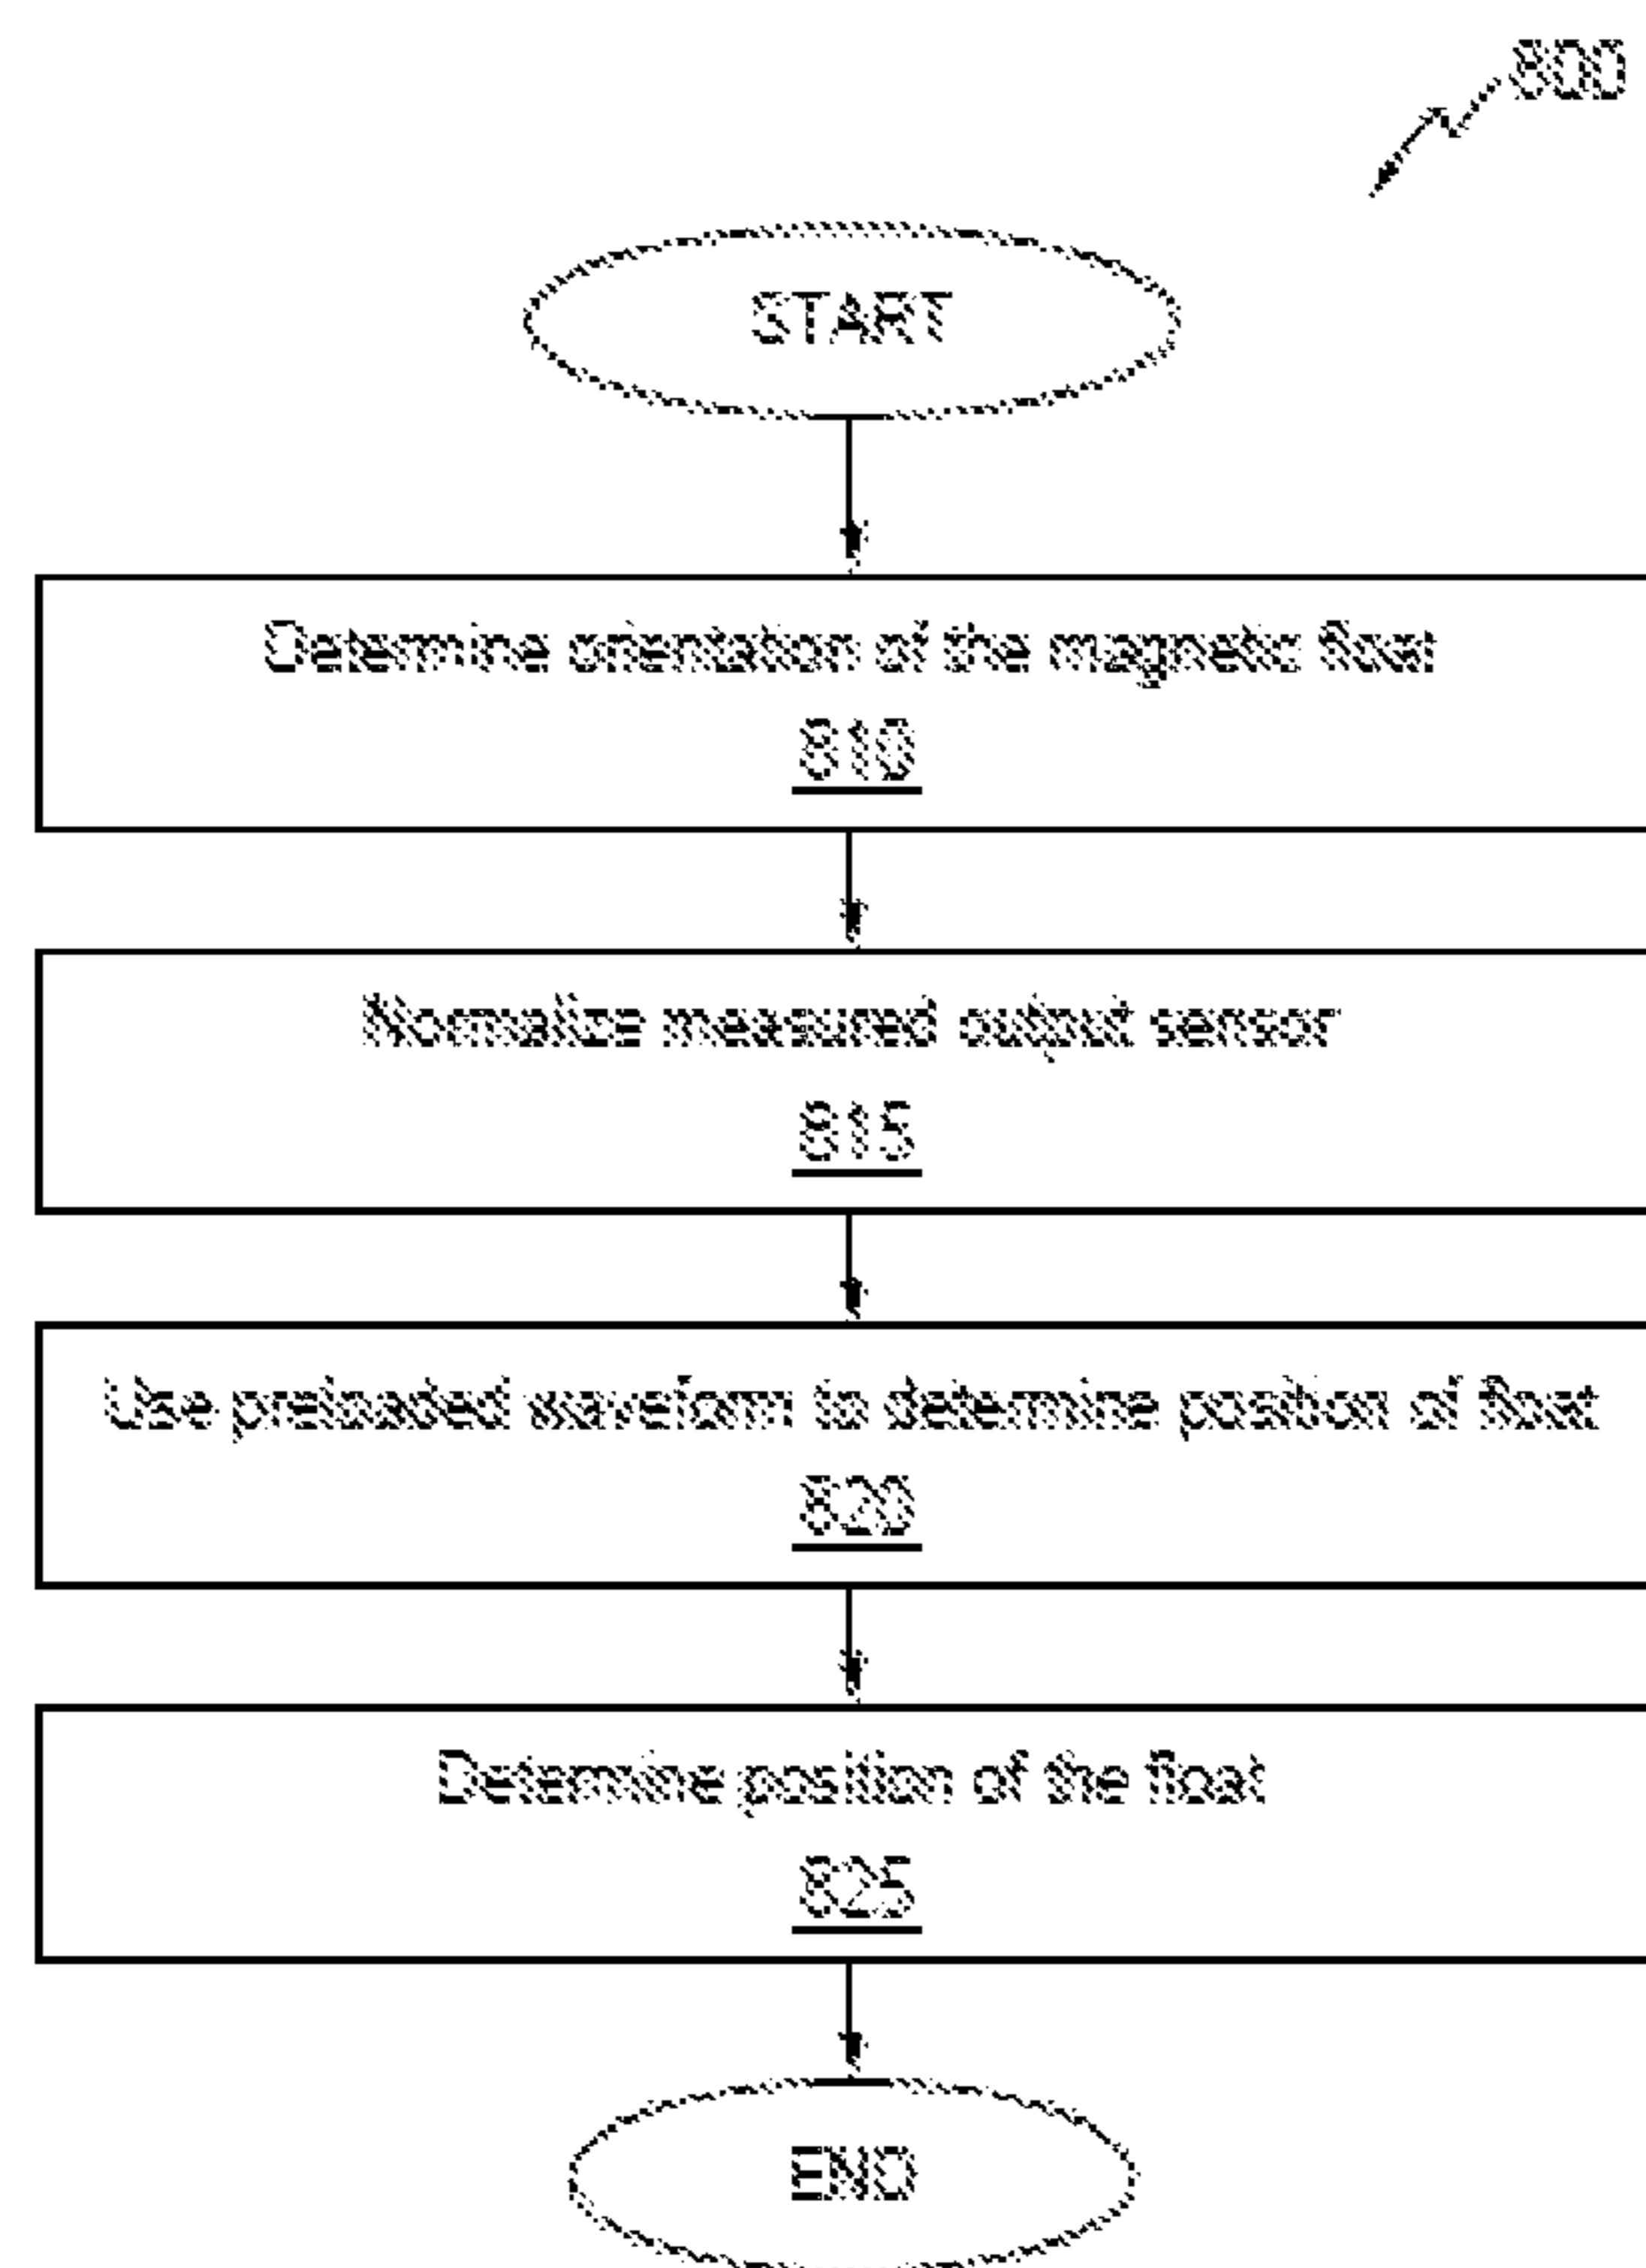 800
START
Determine orientation of the magnetic float
810
Normalize measured output sensor
815
Use preloaded waveform to determine position of float
820
Determine position of the float
825
END